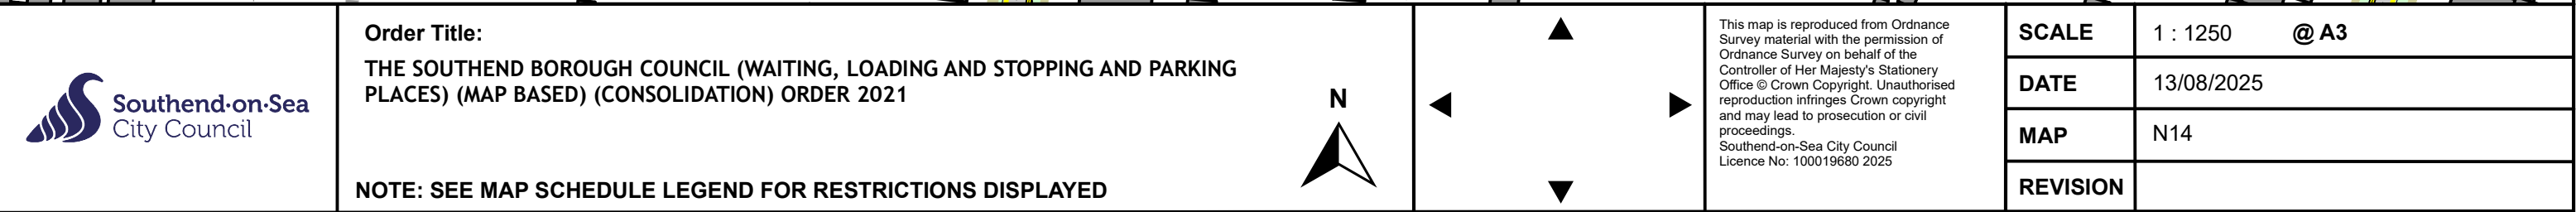 Southend-on-Sea
City Council
Order Title:
THE SOUTHEND BOROUGH COUNCIL (WAITING, LOADING AND STOPPING AND PARKING
PLACES) (MAP BASED) (CONSOLIDATION) ORDER 2021
NOTE: SEE MAP SCHEDULE LEGEND FOR RESTRICTIONS DISPLAYED
N
This map is reproduced from Ordnance
Survey material with the permission of
Ordnance Survey on behalf of the
Controller of Her Majesty's Stationery
Office © Crown Copyright. Unauthorised
reproduction infringes Crown copyright
and may lead to prosecution or civil
proceedings.
Southend-on-Sea City Council
Licence No: 100019680 2025
SCALE 1 : 1250 @ A3
DATE 13/08/2025
MAP N14
REVISION